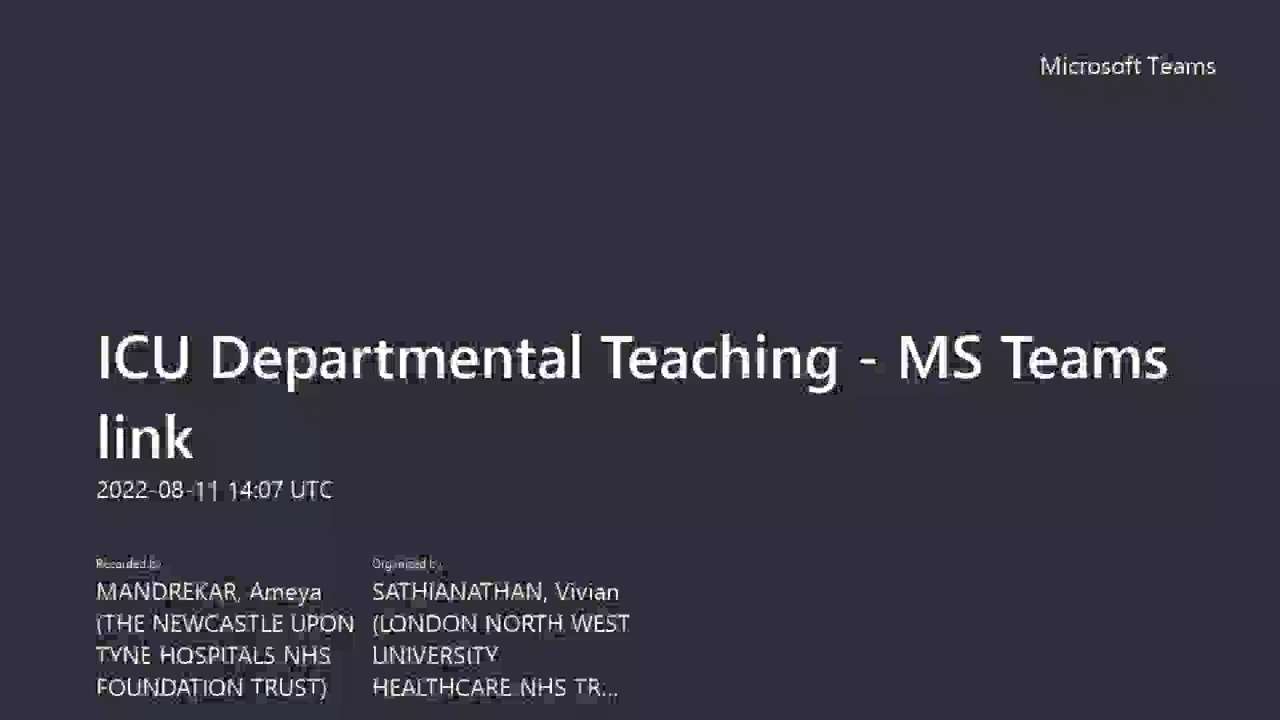 Microsoft Teams
ICU Departmental Teaching - MS Teams
link
2022-08-11 14:07 UTC
Recorded by
Organized by
MANDREKAR, Ameya
SATHIANATHAN, Vivian
(THE NEWCASTLE UPON
(LONDON NORTH WEST
TYNE HOSPITALS NHS
UNIVERSITY
FOUNDATION TRUST)
HEALTHCARE NHS TR...